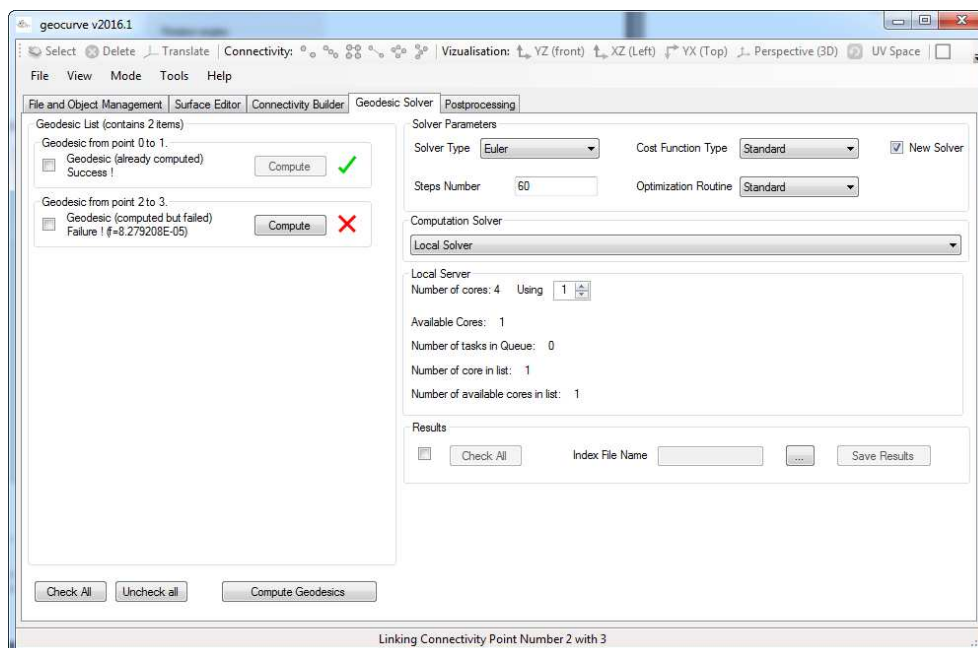 geocurve v2016.1
Select Delete Translate Connectivity: Vizualisation: YZ (front) XZ (Left) YX (Top) Perspective (3D) UV Space
File View Mode Tools Help
File and Object Management Surface Editor Connectivity Builder Geodesic Solver Postprocessing
Geodesic List (contains 2 items)
Geodesic from point 0 to 1.
Geodesic (already computed)
Success !
Compute
Geodesic from point 2 to 3.
Geodesic (computed but failed)
Failure ! (f=8.279208E-05)
Compute
Check All Uncheck all Compute Geodesics
Solver Parameters
Solver Type Euler Cost Function Type Standard New Solver
Steps Number 60 Optimization Routine Standard
Computation Solver
Local Solver
Local Server
Number of cores: 4 Using 1
Available Cores: 1
Number of tasks in Queue: 0
Number of core in list: 1
Number of available cores in list: 1
Results
Check All Index File Name ... Save Results
Linking Connectivity Point Number 2 with 3